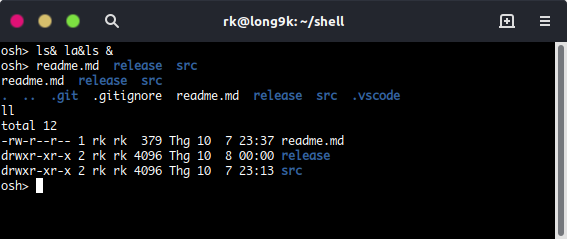 rk@long9k: ~/shell
osh> ls& la&ls &
osh> readme.md  release  src
readme.md  release  src
.  ..  .git  .gitignore  readme.md  release  src  .vscode
ll
total 12
-rw-r--r-- 1 rk rk  379 Thg 10  7 23:37 readme.md
drwxr-xr-x 2 rk rk 4096 Thg 10  8 00:00 release
drwxr-xr-x 2 rk rk 4096 Thg 10  7 23:13 src
osh>